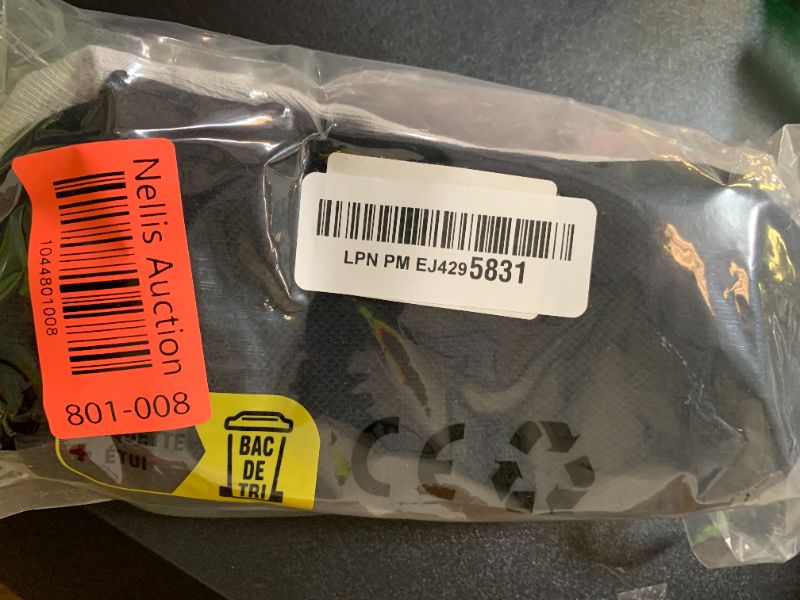 Nellis Auction
1044801008
801-008
LPN PM EJ4295831
ÉTUI
BAC
DE
TRI
CE